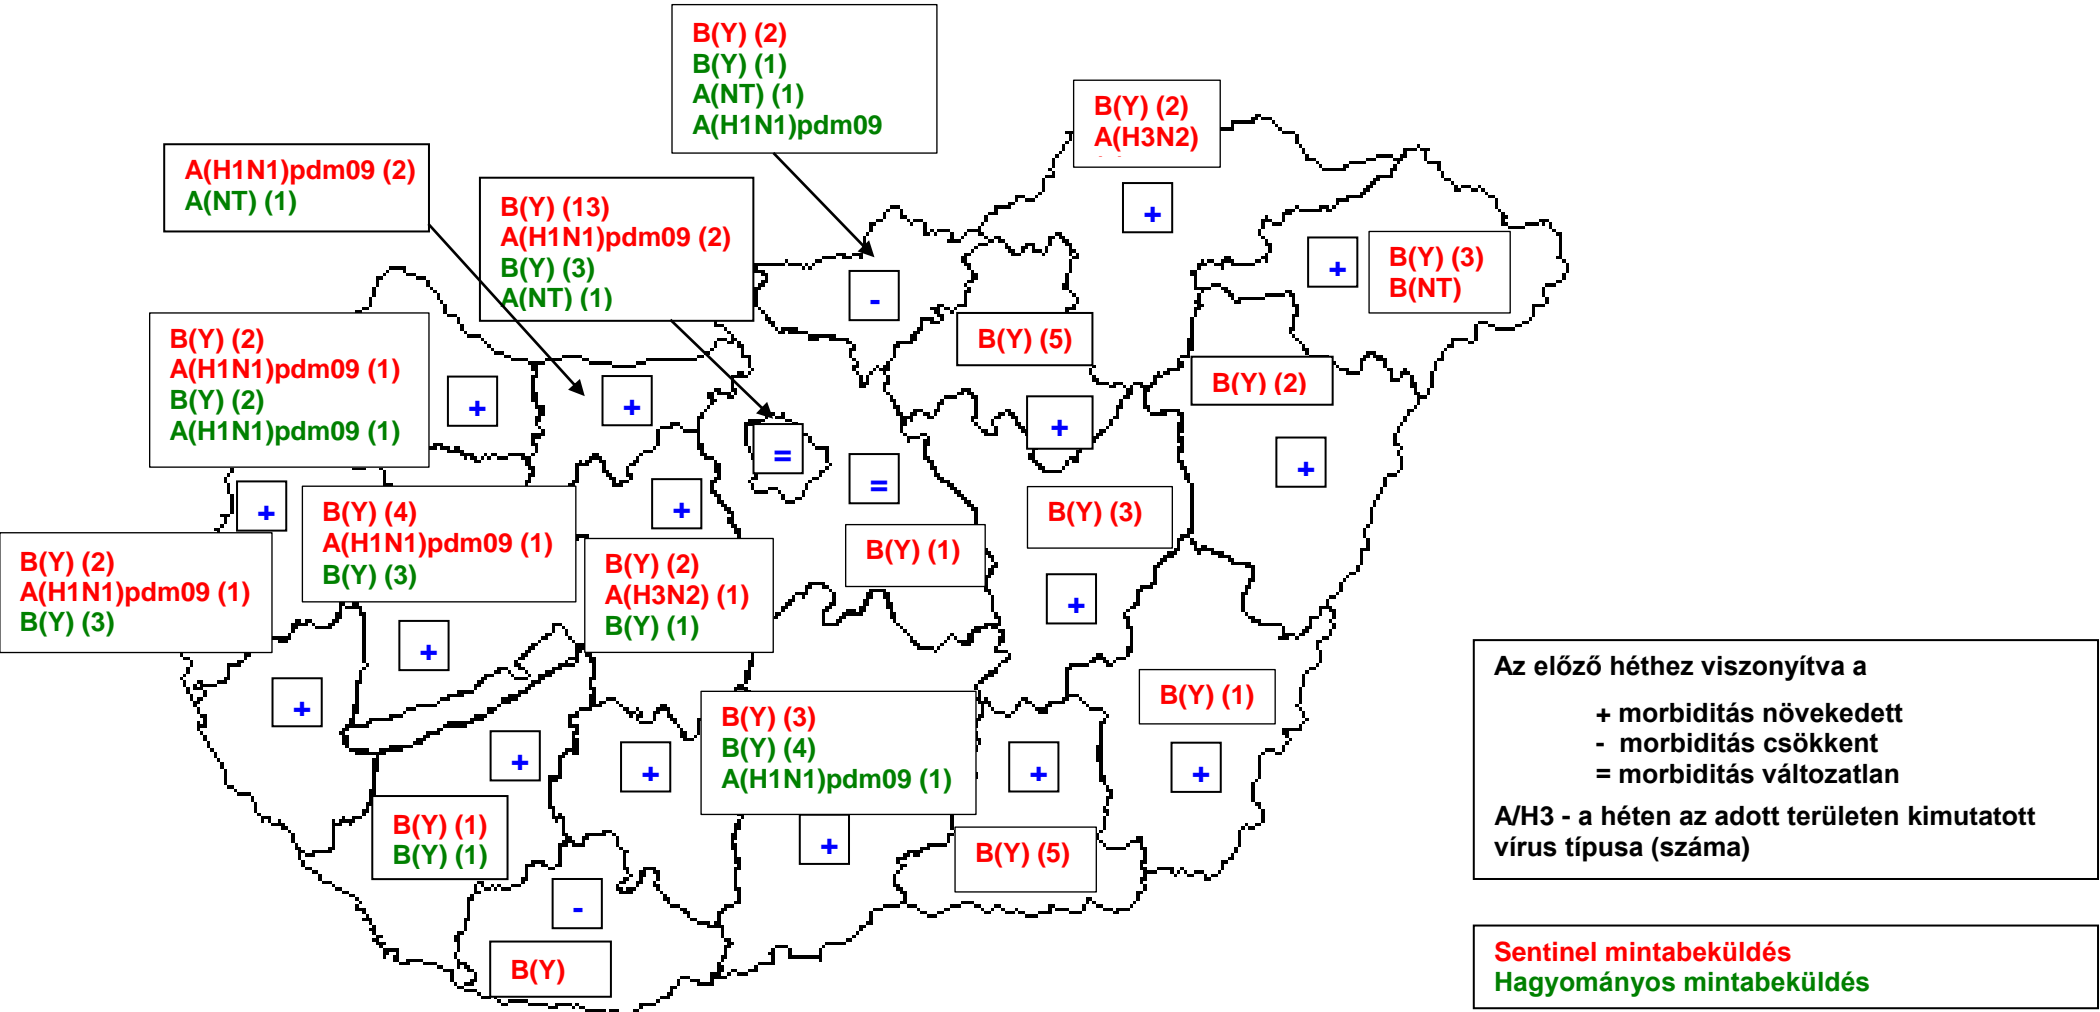 B(Y) (2)
B(Y) (1)
A(NT) (1)
A(H1N1)pdm09
B(Y) (2)
A(H3N2)
A(H1N1)pdm09 (2)
A(NT) (1)
B(Y) (13)
A(H1N1)pdm09 (2)
B(Y) (3)
A(NT) (1)
+
+
B(Y) (3)
B(NT)
-
B(Y) (2)
A(H1N1)pdm09 (1)
B(Y) (2)
A(H1N1)pdm09 (1)
B(Y) (5)
B(Y) (2)
+
+
+
=
=
+
+
+
B(Y) (4)
A(H1N1)pdm09 (1)
B(Y) (3)
B(Y) (3)
B(Y) (1)
B(Y) (2)
A(H1N1)pdm09 (1)
B(Y) (3)
B(Y) (2)
A(H3N2) (1)
B(Y) (1)
+
+
+
B(Y) (1)
B(Y) (3)
B(Y) (4)
A(H1N1)pdm09 (1)
+
+
+
+
B(Y) (1)
B(Y) (1)
+
B(Y) (5)
-
B(Y)
Az előző héthez viszonyítva a
+ morbiditás növekedett
- morbiditás csökkent
= morbiditás változatlan
A/H3 - a héten az adott területen kimutatott
vírus típusa (száma)
Sentinel mintabeküldés
Hagyományos mintabeküldés